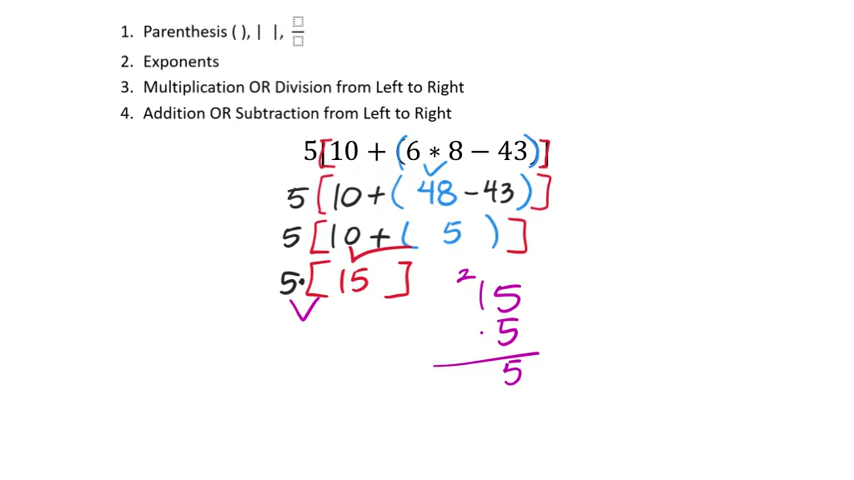 1. Parenthesis ( ), | |, □/□
2. Exponents
3. Multiplication OR Division from Left to Right
4. Addition OR Subtraction from Left to Right
5[10 + (6 ∗ 8 − 43)]
5 [10 + ( 48 − 43)]
5 [10 + ( 5 )]
5 · [ 15 ]
2
15
· 5
5